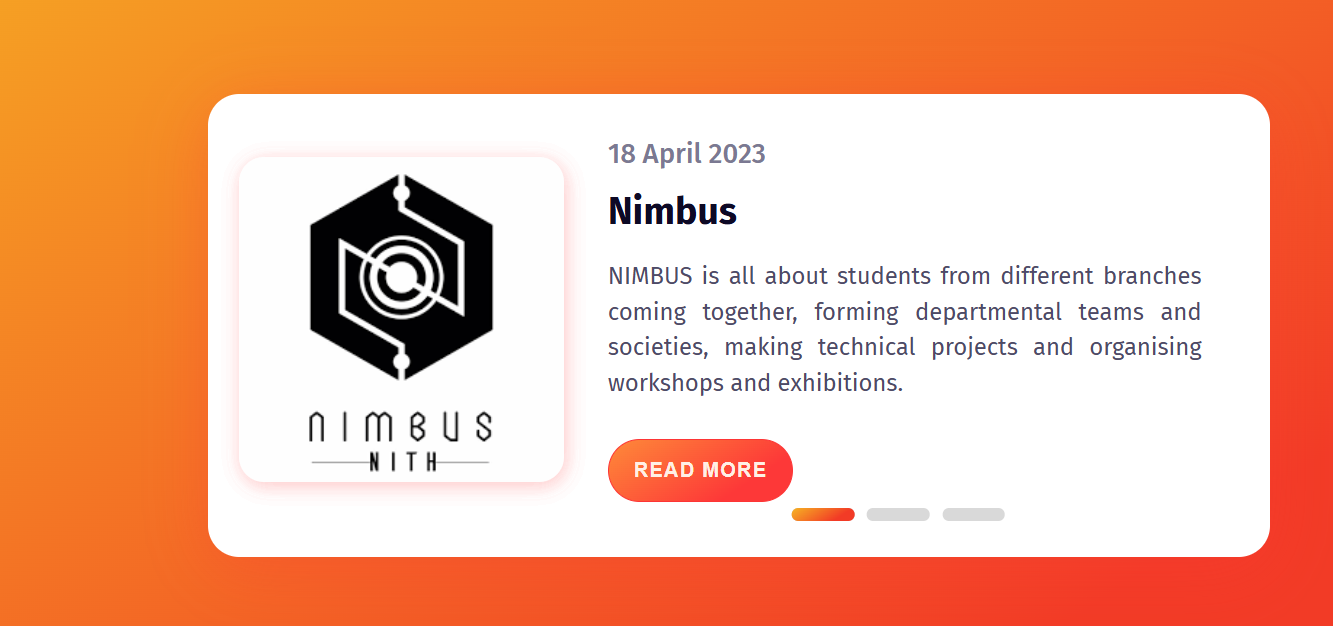 NIMBUS
NITH
18 April 2023
Nimbus
NIMBUS is all about students from different branches
coming together, forming departmental teams and
societies, making technical projects and organising
workshops and exhibitions.
READ MORE